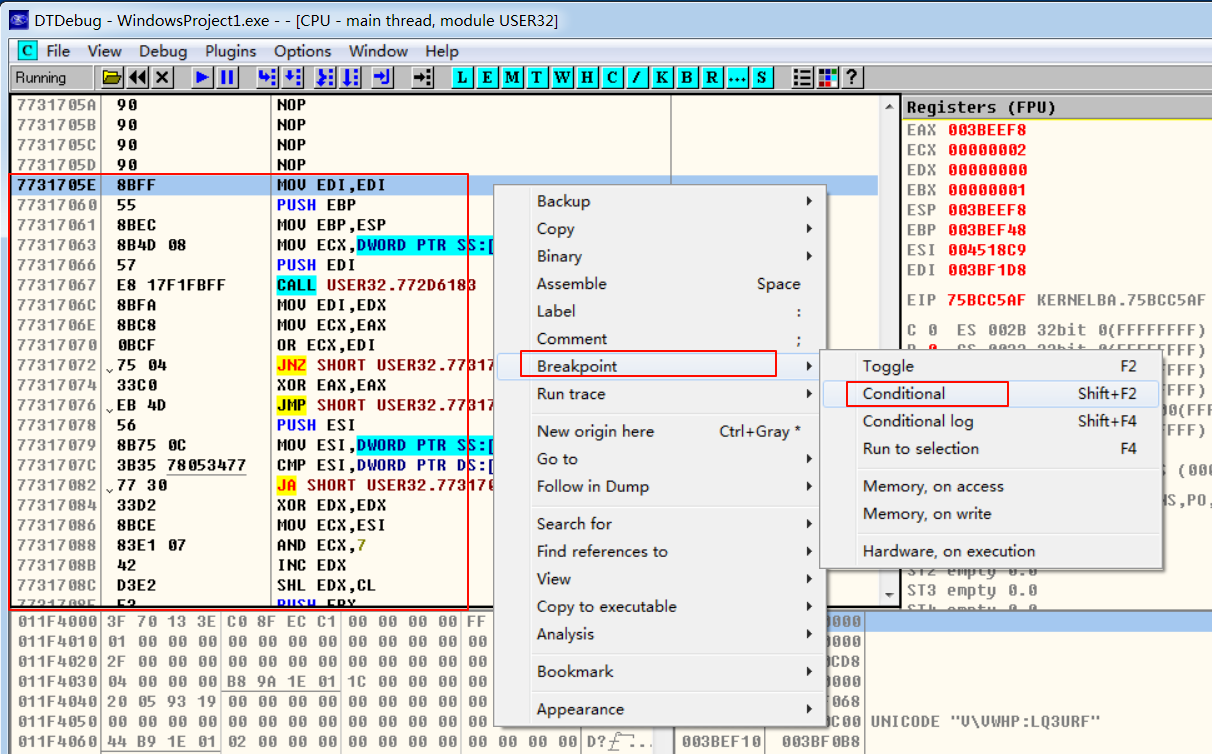 DTDebug - WindowsProject1.exe - - [CPU - main thread, module USER32]
C File View Debug Plugins Options Window Help
Running L E M T W H C / K B R ... S ?
7731705A 90 NOP
7731705B 90 NOP
7731705C 90 NOP
7731705D 90 NOP
7731705E 8BFF MOV EDI,EDI
77317060 55 PUSH EBP
77317061 8BEC MOV EBP,ESP
77317063 8B4D 08 MOV ECX,DWORD PTR SS:[
77317066 57 PUSH EDI
77317067 E8 17F1FBFF CALL USER32.772D6183
7731706C 8BFA MOV EDI,EDX
7731706E 8BC8 MOV ECX,EAX
77317070 0BCF OR ECX,EDI
77317072 75 04 JNZ SHORT USER32.77317
77317074 33C0 XOR EAX,EAX
77317076 EB 4D JMP SHORT USER32.77317
77317078 56 PUSH ESI
77317079 8B75 0C MOV ESI,DWORD PTR SS:[
7731707C 3B35 78053477 CMP ESI,DWORD PTR DS:[
77317082 77 30 JA SHORT USER32.773170
77317084 33D2 XOR EDX,EDX
77317086 8BCE MOV ECX,ESI
77317088 83E1 07 AND ECX,7
7731708B 42 INC EDX
7731708C D3E2 SHL EDX,CL
Registers (FPU)
EAX 003BEEF8
ECX 00000002
EDX 00000000
EBX 00000001
ESP 003BEEF8
EBP 003BEF48
ESI 004518C9
EDI 003BF1D8
EIP 75BCC5AF KERNELBA.75BCC5AF
C 0 ES 002B 32bit 0(FFFFFFFF)
Backup
Copy
Binary
Assemble Space
Label :
Comment ;
Breakpoint
Run trace
New origin here Ctrl+Gray *
Go to
Follow in Dump
Search for
Find references to
View
Copy to executable
Analysis
Bookmark
Appearance
Toggle F2
Conditional Shift+F2
Conditional log Shift+F4
Run to selection F4
Memory, on access
Memory, on write
Hardware, on execution
ST2 empty 0.0
ST3 empty 0.0
011F4000 3F 70 13 3E C0 8F EC C1 00 00 00 00 FF
011F4010 01 00 00 00 00 00 00 00 00 00 00 00 00
011F4020 2F 00 00 00 00 00 00 00 00 00 00 00 00
011F4030 04 00 00 00 B8 9A 1E 01 1C 00 00 00 00
011F4040 20 05 93 19 00 00 00 00 00 00 00 00 00
011F4050 00 00 00 00 00 00 00 00 00 00 00 00 00
011F4060 44 B9 1E 01 02 00 00 00 00 00 00 00 00 00 00 00
003BEF10 003BF0B8
UNICODE "V\VWHP:LQ3URF"